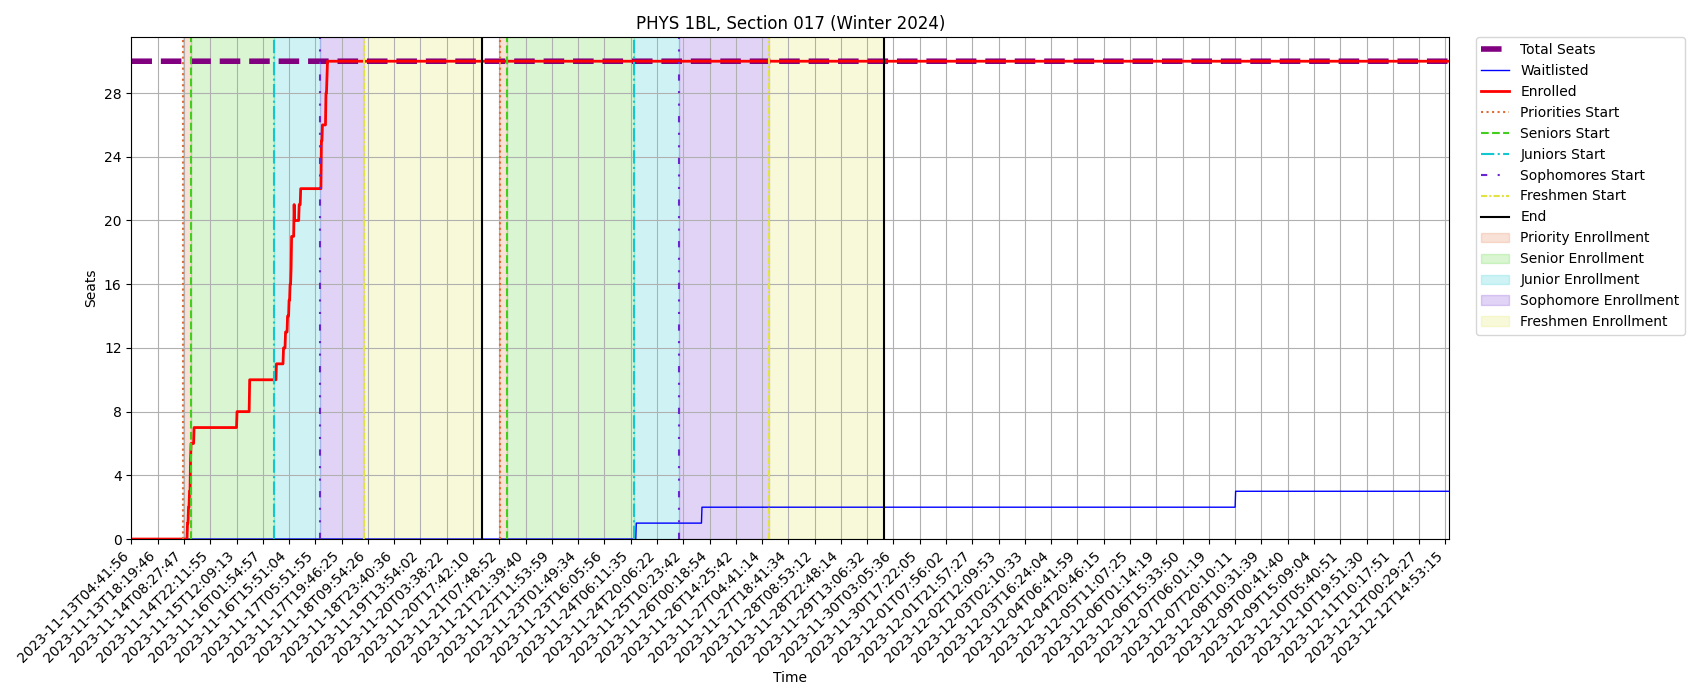 PHYS 1BL, Section 017 (Winter 2024)
Seats
28
24
20
16
12
8
4
0
2023-11-13T04:41:56
2023-11-13T18:19:46
2023-11-14T08:27:47
2023-11-14T22:11:55
2023-11-15T12:09:13
2023-11-16T01:54:57
2023-11-16T15:51:04
2023-11-17T05:51:55
2023-11-17T19:46:25
2023-11-18T09:54:26
2023-11-18T23:40:36
2023-11-19T13:54:02
2023-11-20T03:38:22
2023-11-20T17:42:10
2023-11-21T07:48:52
2023-11-21T21:39:40
2023-11-22T11:53:59
2023-11-23T01:49:34
2023-11-23T16:05:56
2023-11-24T06:11:35
2023-11-24T20:06:22
2023-11-25T10:23:42
2023-11-26T00:18:54
2023-11-26T14:25:42
2023-11-27T04:41:14
2023-11-27T18:41:34
2023-11-28T08:53:12
2023-11-28T22:48:14
2023-11-29T13:06:32
2023-11-30T03:05:36
2023-11-30T17:22:05
2023-12-01T07:56:02
2023-12-01T21:57:27
2023-12-02T12:09:53
2023-12-03T02:10:33
2023-12-03T16:24:04
2023-12-04T06:41:59
2023-12-04T20:46:15
2023-12-05T11:07:25
2023-12-06T01:14:19
2023-12-06T15:33:50
2023-12-07T06:01:19
2023-12-07T20:10:11
2023-12-08T10:31:39
2023-12-09T00:41:40
2023-12-09T15:09:04
2023-12-10T05:40:51
2023-12-10T19:51:30
2023-12-11T10:17:51
2023-12-12T00:29:27
2023-12-12T14:53:15
Time
Total Seats
Waitlisted
Enrolled
Priorities Start
Seniors Start
Juniors Start
Sophomores Start
Freshmen Start
End
Priority Enrollment
Senior Enrollment
Junior Enrollment
Sophomore Enrollment
Freshmen Enrollment